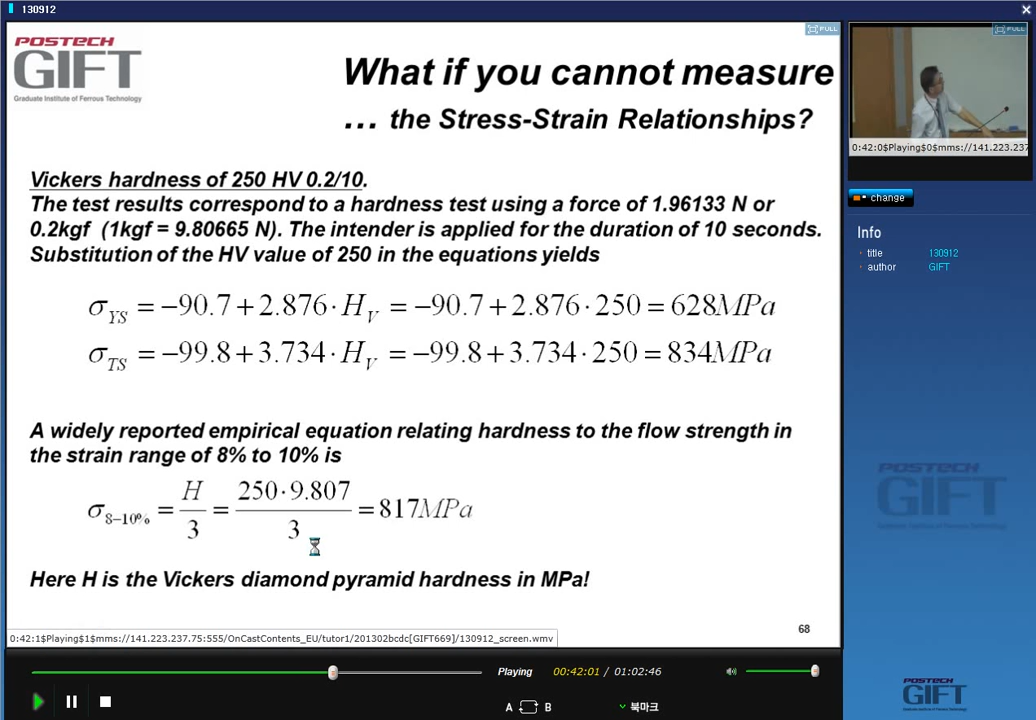 130912
POSTECH
GIFT
Graduate Institute of Ferrous Technology
What if you cannot measure
... the Stress-Strain Relationships?
Vickers hardness of 250 HV 0.2/10.
The test results correspond to a hardness test using a force of 1.96133 N or
0.2kgf (1kgf = 9.80665 N). The intender is applied for the duration of 10 seconds.
Substitution of the HV value of 250 in the equations yields
σ_YS = −90.7 + 2.876 · H_V = −90.7 + 2.876 · 250 = 628MPa
σ_TS = −99.8 + 3.734 · H_V = −99.8 + 3.734 · 250 = 834MPa
A widely reported empirical equation relating hardness to the flow strength in
the strain range of 8% to 10% is
σ_8−10% = H/3 = 250 · 9.807/3 = 817MPa
Here H is the Vickers diamond pyramid hardness in MPa!
68
0:42:1$Playing$1$mms://141.223.237.75:555/OnCastContents_EU/tutor1/201302bcdc[GIFT669]/130912_screen.wmv
Playing 00:42:01 / 01:02:46
A B 북마크
FULL
FULL
0:42:0$Playing$0$mms://141.223.237
change
Info
title 130912
author GIFT
POSTECH
GIFT
POSTECH
GIFT